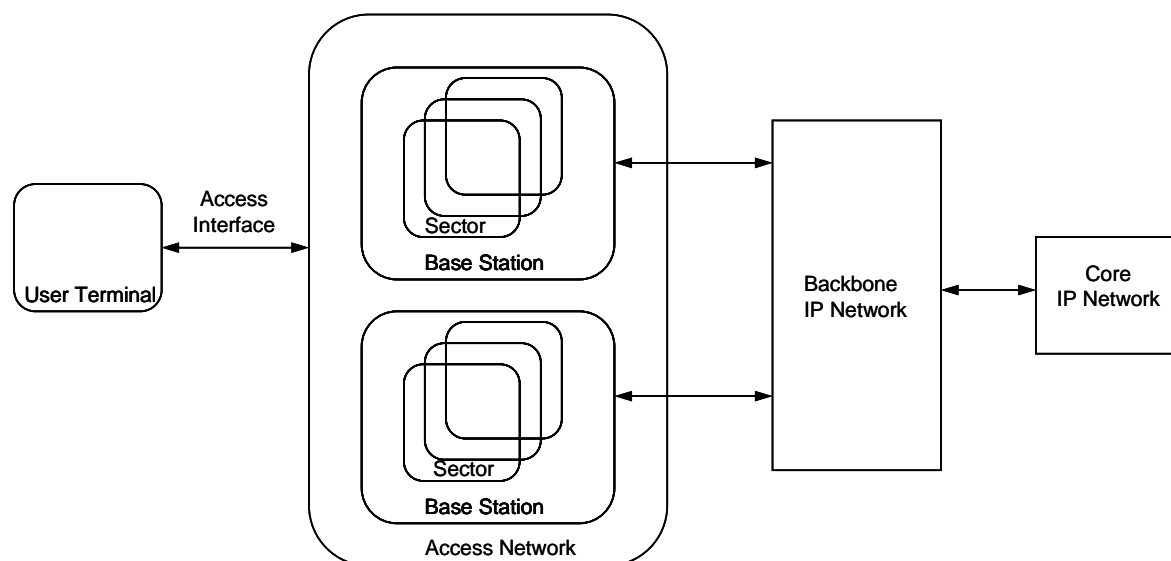 Access
Interface
User Terminal
Sector
Base Station
Sector
Base Station
Access Network
Backbone
IP Network
Core
IP Network